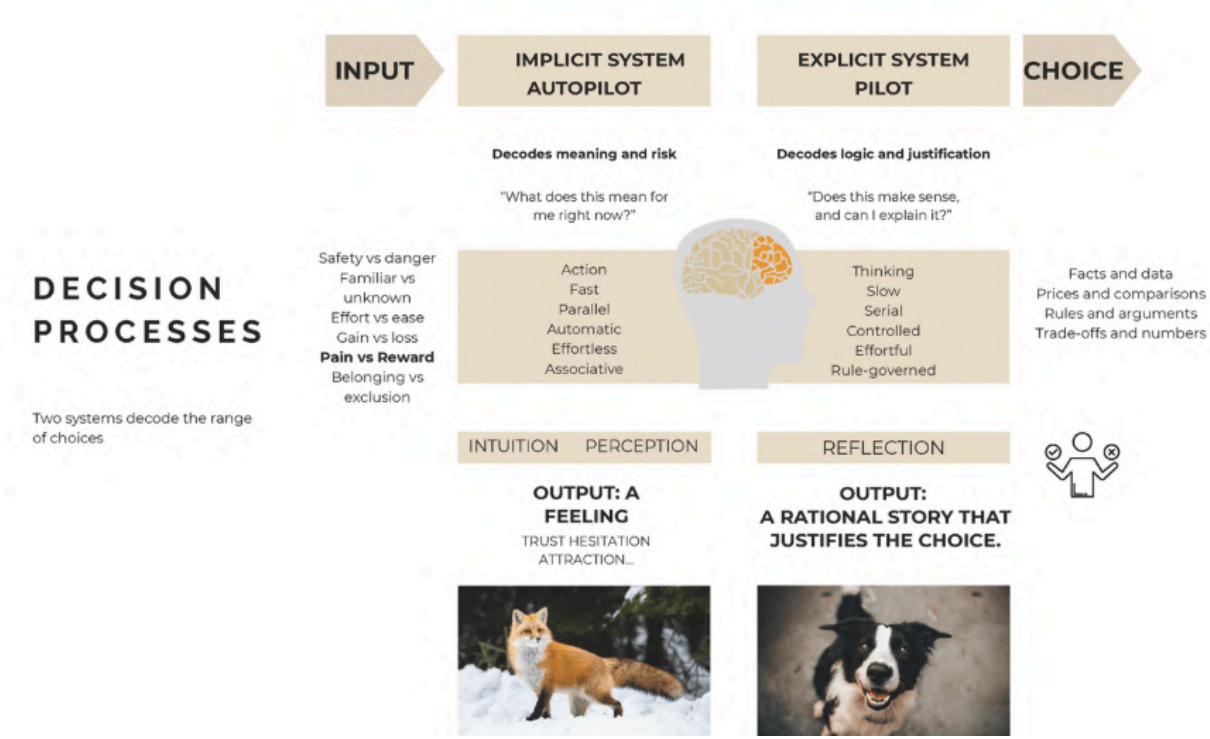 INPUT
IMPLICIT SYSTEM
AUTOPILOT
EXPLICIT SYSTEM
PILOT
CHOICE
Decodes meaning and risk
Decodes logic and justification
“What does this mean for
me right now?”
“Does this make sense,
and can I explain it?”
DECISION
PROCESSES
Two systems decode the range
of choices
Safety vs danger
Familiar vs
unknown
Effort vs ease
Gain vs loss
Pain vs Reward
Belonging vs
exclusion
Action
Fast
Parallel
Automatic
Effortless
Associative
Thinking
Slow
Serial
Controlled
Effortful
Rule-governed
Facts and data
Prices and comparisons
Rules and arguments
Trade-offs and numbers
INTUITION PERCEPTION
REFLECTION
OUTPUT: A
FEELING
TRUST HESITATION
ATTRACTION...
OUTPUT:
A RATIONAL STORY THAT
JUSTIFIES THE CHOICE.